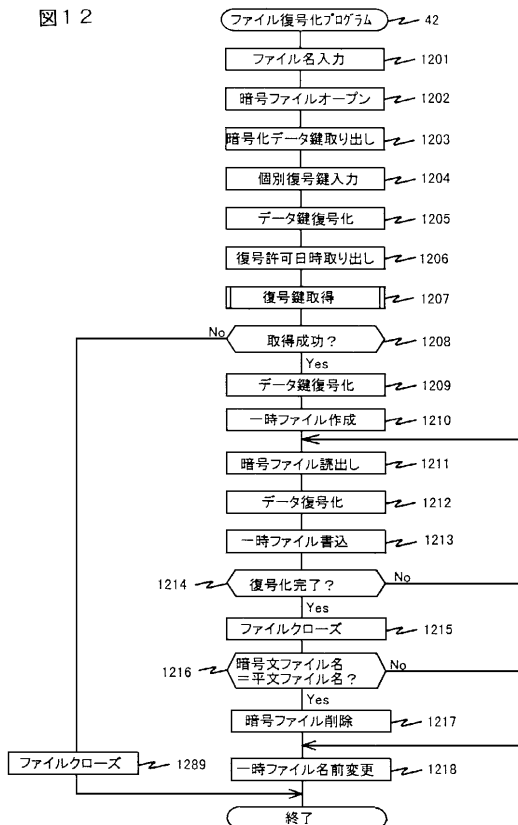 図12
ファイル復号化プログラム 42
ファイル名入力 1201
暗号ファイルオープン 1202
暗号化データ鍵取り出し 1203
個別復号鍵入力 1204
データ鍵復号化 1205
復号許可日時取り出し 1206
復号鍵取得 1207
No 取得成功? 1208
Yes
データ鍵復号化 1209
一時ファイル作成 1210
暗号ファイル読出し 1211
データ復号化 1212
一時ファイル書込 1213
1214 復号化完了? No
Yes
ファイルクローズ 1215
1216 暗号文ファイル名
=平文ファイル名? No
Yes
暗号ファイル削除 1217
ファイルクローズ 1289
一時ファイル名前変更 1218
終了